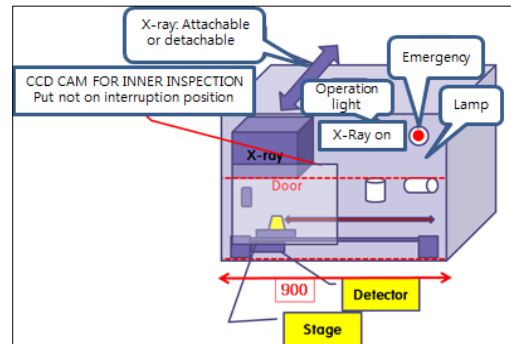 X-ray: Attachable
or detachable
Emergency
CCD CAM FOR INNER INSPECTION
Put not on interruption position
Operation
light
Lamp
X-Ray on
X-ray
Door
900
Detector
Stage